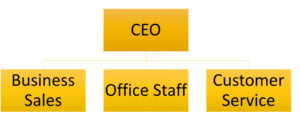 CEO
Business
Sales
Office Staff
Customer
Service